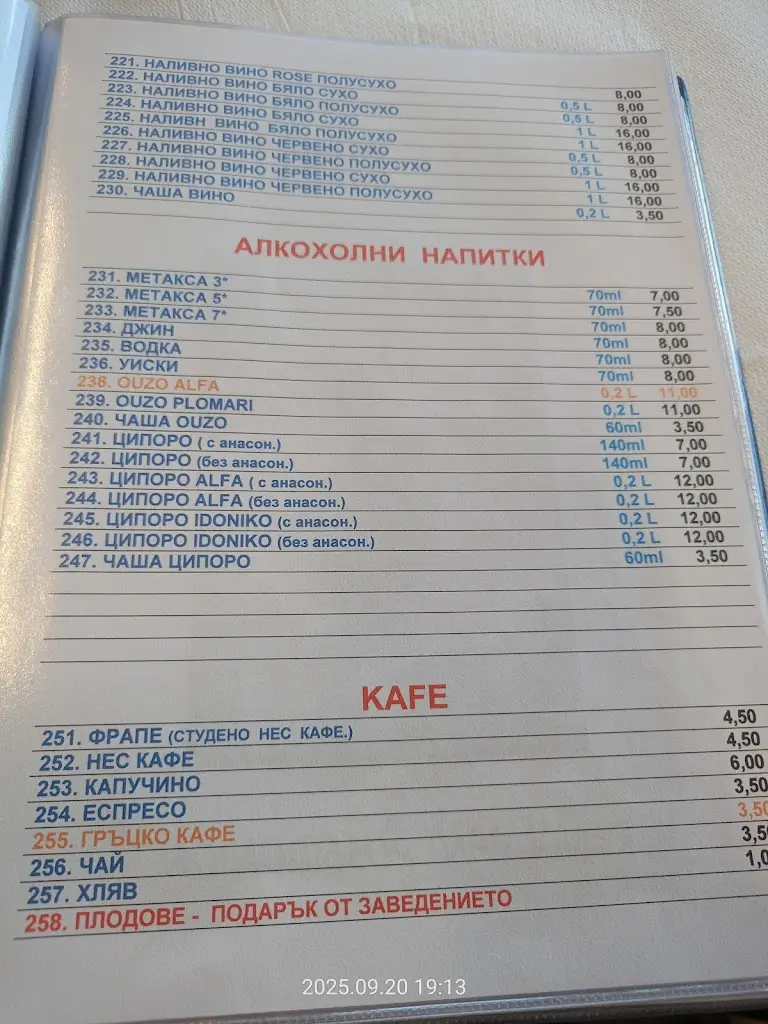 221. НАЛИВНО ВИНО ROSE ПОЛУСУХО 8,00
222. НАЛИВНО ВИНО БЯЛО СУХО 0,5 L 8,00
223. НАЛИВНО ВИНО БЯЛО ПОЛУСУХО 0,5 L 8,00
224. НАЛИВНО ВИНО БЯЛО СУХО 1 L 16,00
225. НАЛИВН ВИНО БЯЛО ПОЛУСУХО 1 L 16,00
226. НАЛИВНО ВИНО ЧЕРВЕНО СУХО 0,5 L 8,00
227. НАЛИВНО ВИНО ЧЕРВЕНО ПОЛУСУХО 0,5 L 8,00
228. НАЛИВНО ВИНО ЧЕРВЕНО СУХО 1 L 16,00
229. НАЛИВНО ВИНО ЧЕРВЕНО ПОЛУСУХО 1 L 16,00
230. ЧАША ВИНО 0,2 L 3,50
АЛКОХОЛНИ НАПИТКИ
231. МЕТАКСА 3* 70ml 7,00
232. МЕТАКСА 5* 70ml 7,50
233. МЕТАКСА 7* 70ml 8,00
234. ДЖИН 70ml 8,00
235. ВОДКА 70ml 8,00
236. УИСКИ 70ml 8,00
238. OUZO ALFA 0,2 L 11,00
239. OUZO PLOMARI 0,2 L 11,00
240. ЧАША OUZO 60ml 3,50
241. ЦИПОРО ( с анасон.) 140ml 7,00
242. ЦИПОРО (без анасон.) 140ml 7,00
243. ЦИПОРО ALFA ( с анасон.) 0,2 L 12,00
244. ЦИПОРО ALFA (без анасон.) 0,2 L 12,00
245. ЦИПОРО IDONIKO (с анасон.) 0,2 L 12,00
246. ЦИПОРО IDONIKO (без анасон.) 0,2 L 12,00
247. ЧАША ЦИПОРО 60ml 3,50
KAFE
251. ФРАПЕ (СТУДЕНО НЕС КАФЕ.) 4,50
252. НЕС КАФЕ 4,50
253. КАПУЧИНО 6,00
254. ЕСПРЕСО 3,50
255. ГРЪЦКО КАФЕ 3,50
256. ЧАЙ 3,50
257. ХЛЯВ 1,0
258. ПЛОДОВЕ - ПОДАРЪК ОТ ЗАВЕДЕНИЕТО
2025.09.20 19:13